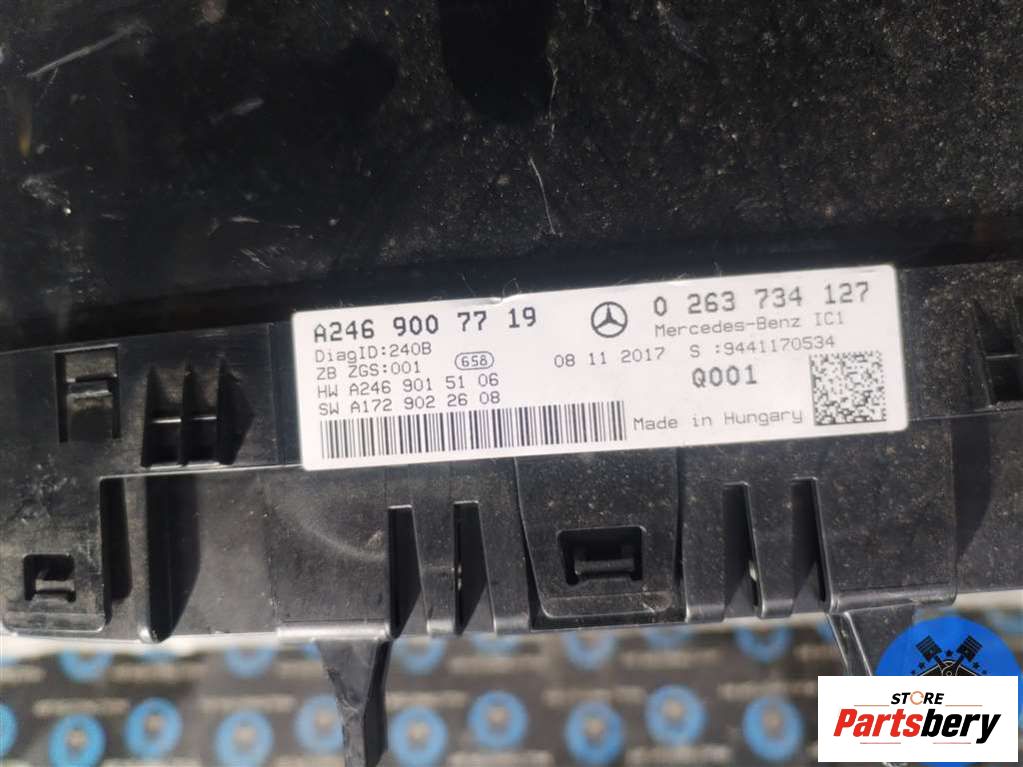 A246 900 77 19
0 263 734 127
DiagID:240B
658
Mercedes-Benz IC1
ZB ZGS:001
08 11 2017 S :9441170534
HW A246 901 51 06
Q001
SW A172 902 26 08
Made in Hungary
STORE
Partsbery